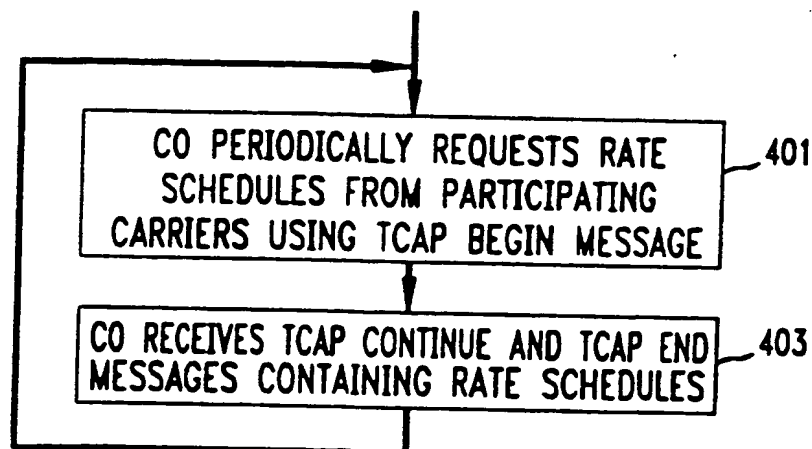 CO PERIODICALLY REQUESTS RATE
SCHEDULES FROM PARTICIPATING
CARRIERS USING TCAP BEGIN MESSAGE
401
CO RECEIVES TCAP CONTINUE AND TCAP END
MESSAGES CONTAINING RATE SCHEDULES
403